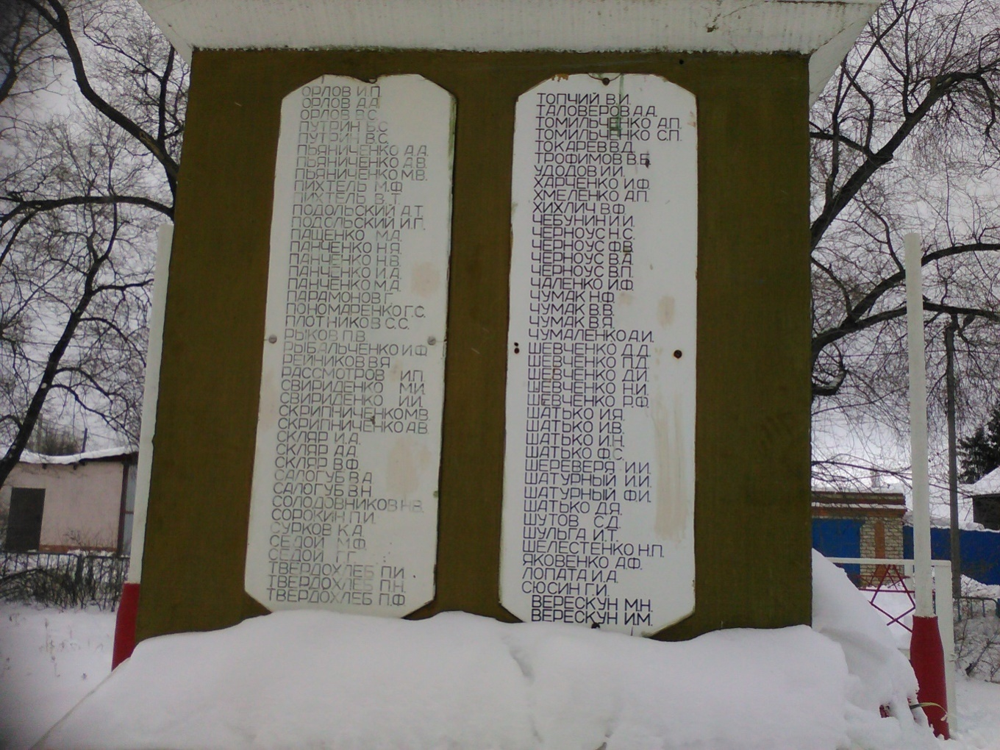 ОРЛОВ И.П.
ОРЛОВ Д.А.
ОРЛОВ В.С.
ПУТРИН Б.С.
ПУТРИН В.С.
ПЬЯНИЧЕНКО А.А.
ПЬЯНИЧЕНКО А.В.
ПЬЯНИЧЕНКО М.В.
ПИХТЕЛЬ М.Ф.
ПИХТЕЛЬ В.Т.
ПОДОЛЬСКИЙ А.Т.
ПОДОЛЬСКИЙ И.Г.
ПАЩЕНКО М.Д.
ПАНЧЕНКО Н.Я.
ПАНЧЕНКО Н.В.
ПАНЧЕНКО И.Д.
ПАНЧЕНКО М.Д.
ПАРАМОНОВ Г.
ПОНОМАРЕНКО Г.С.
ПЛОТНИКОВ С.С.
РЫКОВ П.В.
РЫБАЛЬЧЕНКО И.Ф.
РЕЙНИКОВ В.Я.
РАССМОТРОВ И.П.
СВИРИДЕНКО М.И.
СВИРИДЕНКО И.И.
СКРИПНИЧЕНКО М.В.
СКРИПНИЧЕНКО А.В.
СКЛЯР И.Д.
СКЛЯР А.Д.
СКЛЯР В.Ф.
САЛОГУБ В.А.
САЛОГУБ В.Н.
СОЛОДОВНИКОВ Н.В.
СОРОКИН П.И.
СУРКОВ К.А.
СЕДОЙ М.Ф.
СЕДОЙ Г.Г.
ТВЕРДОХЛЕБ П.И.
ТВЕРДОХЛЕБ П.Н.
ТВЕРДОХЛЕБ П.Ф.
ТОПЧИЙ В.И.
ТАЛОВЕРОВ Д.А.
ТОМИЛЬЧЕНКО А.П.
ТОМИЛЬЧЕНКО С.П.
ТОКАРЕВ В.Д.
ТРОФИМОВ В.Б.
УДОДОВ И.И.
ХАРЧЕНКО И.Ф.
ХМЕЛЕНКО А.П.
ХИХЛИЧ В.Ф.
ЧЕБУНИН И.И.
ЧЕРНОУС Н.С.
ЧЕРНОУС Ф.В.
ЧЕРНОУС В.Д.
ЧЕРНОУС В.П.
ЧАЛЕНКО И.Ф.
ЧУМАК Н.Ф.
ЧУМАК В.В.
ЧУМАК В.Я.
ЧУМАЛЕНКО Д.И.
ШЕВЧЕНКО Д.Д.
ШЕВЧЕНКО П.Д.
ШЕВЧЕНКО Д.И.
ШЕВЧЕНКО Н.И.
ШЕВЧЕНКО Р.Ф.
ШАТЬКО И.Я.
ШАТЬКО И.В.
ШАТЬКО И.Н.
ШАТЬКО Ф.С.
ШЕРЕВЕРЯ И.И.
ШАТУРНЫЙ И.И.
ШАТУРНЫЙ Ф.И.
ШАТЬКО Д.Я.
ШУТОВ С.Д.
ШУЛЬГА И.Т.
ШЕЛЕСТЕНКО Н.П.
ЯКОВЕНКО А.Ф.
ЛОПАТА И.А.
СЮСИН Г.И.
ВЕРЕСКУН М.Н.
ВЕРЕСКУН И.М.